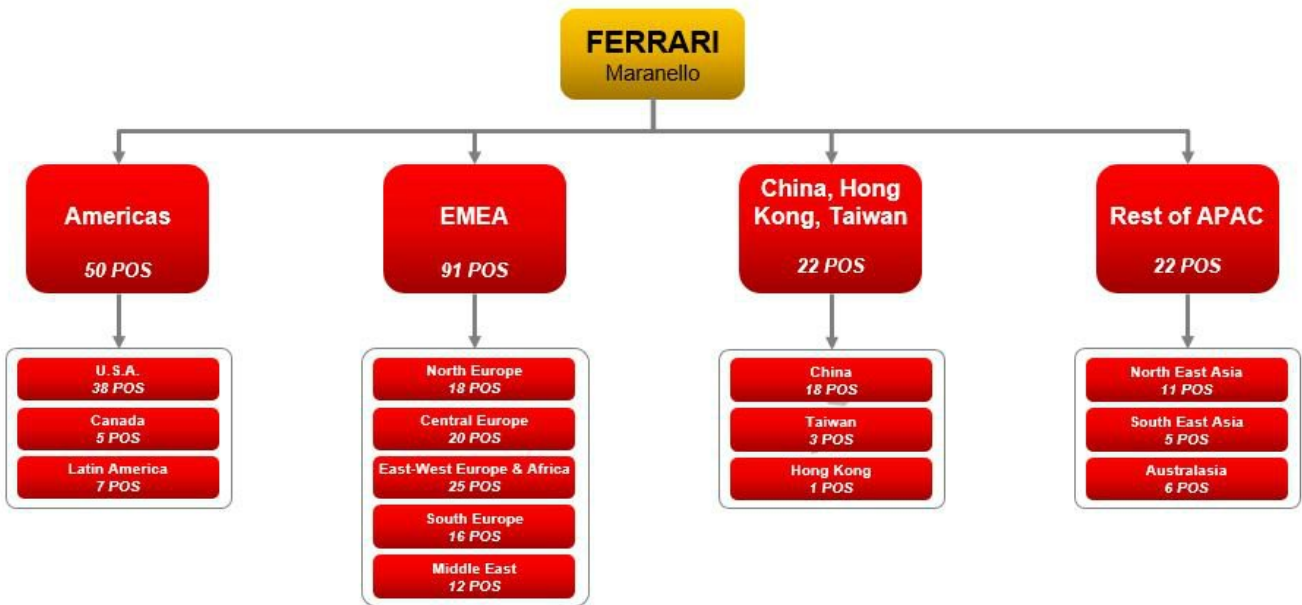 FERRARI
Maranello
Americas
50 POS
EMEA
91 POS
China, Hong
Kong, Taiwan
22 POS
Rest of APAC
22 POS
U.S.A.
38 POS
Canada
5 POS
Latin America
7 POS
North Europe
18 POS
Central Europe
20 POS
East-West Europe & Africa
25 POS
South Europe
16 POS
Middle East
12 POS
China
18 POS
Taiwan
3 POS
Hong Kong
1 POS
North East Asia
11 POS
South East Asia
5 POS
Australasia
6 POS